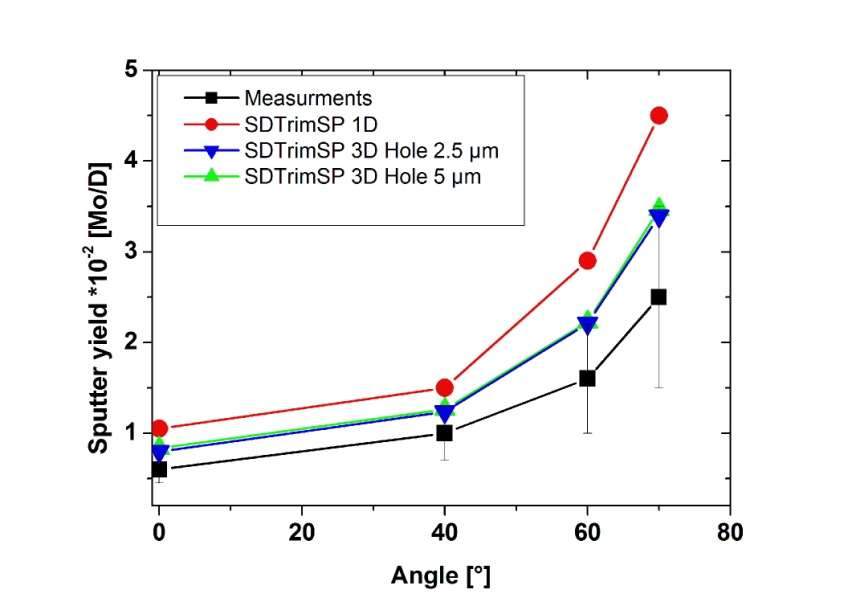 5
4
3
2
1
Sputter yield *10⁻² [Mo/D]
Measurments
SDTrimSP 1D
SDTrimSP 3D Hole 2.5 µm
SDTrimSP 3D Hole 5 µm
0 20 40 60 80
Angle [°]